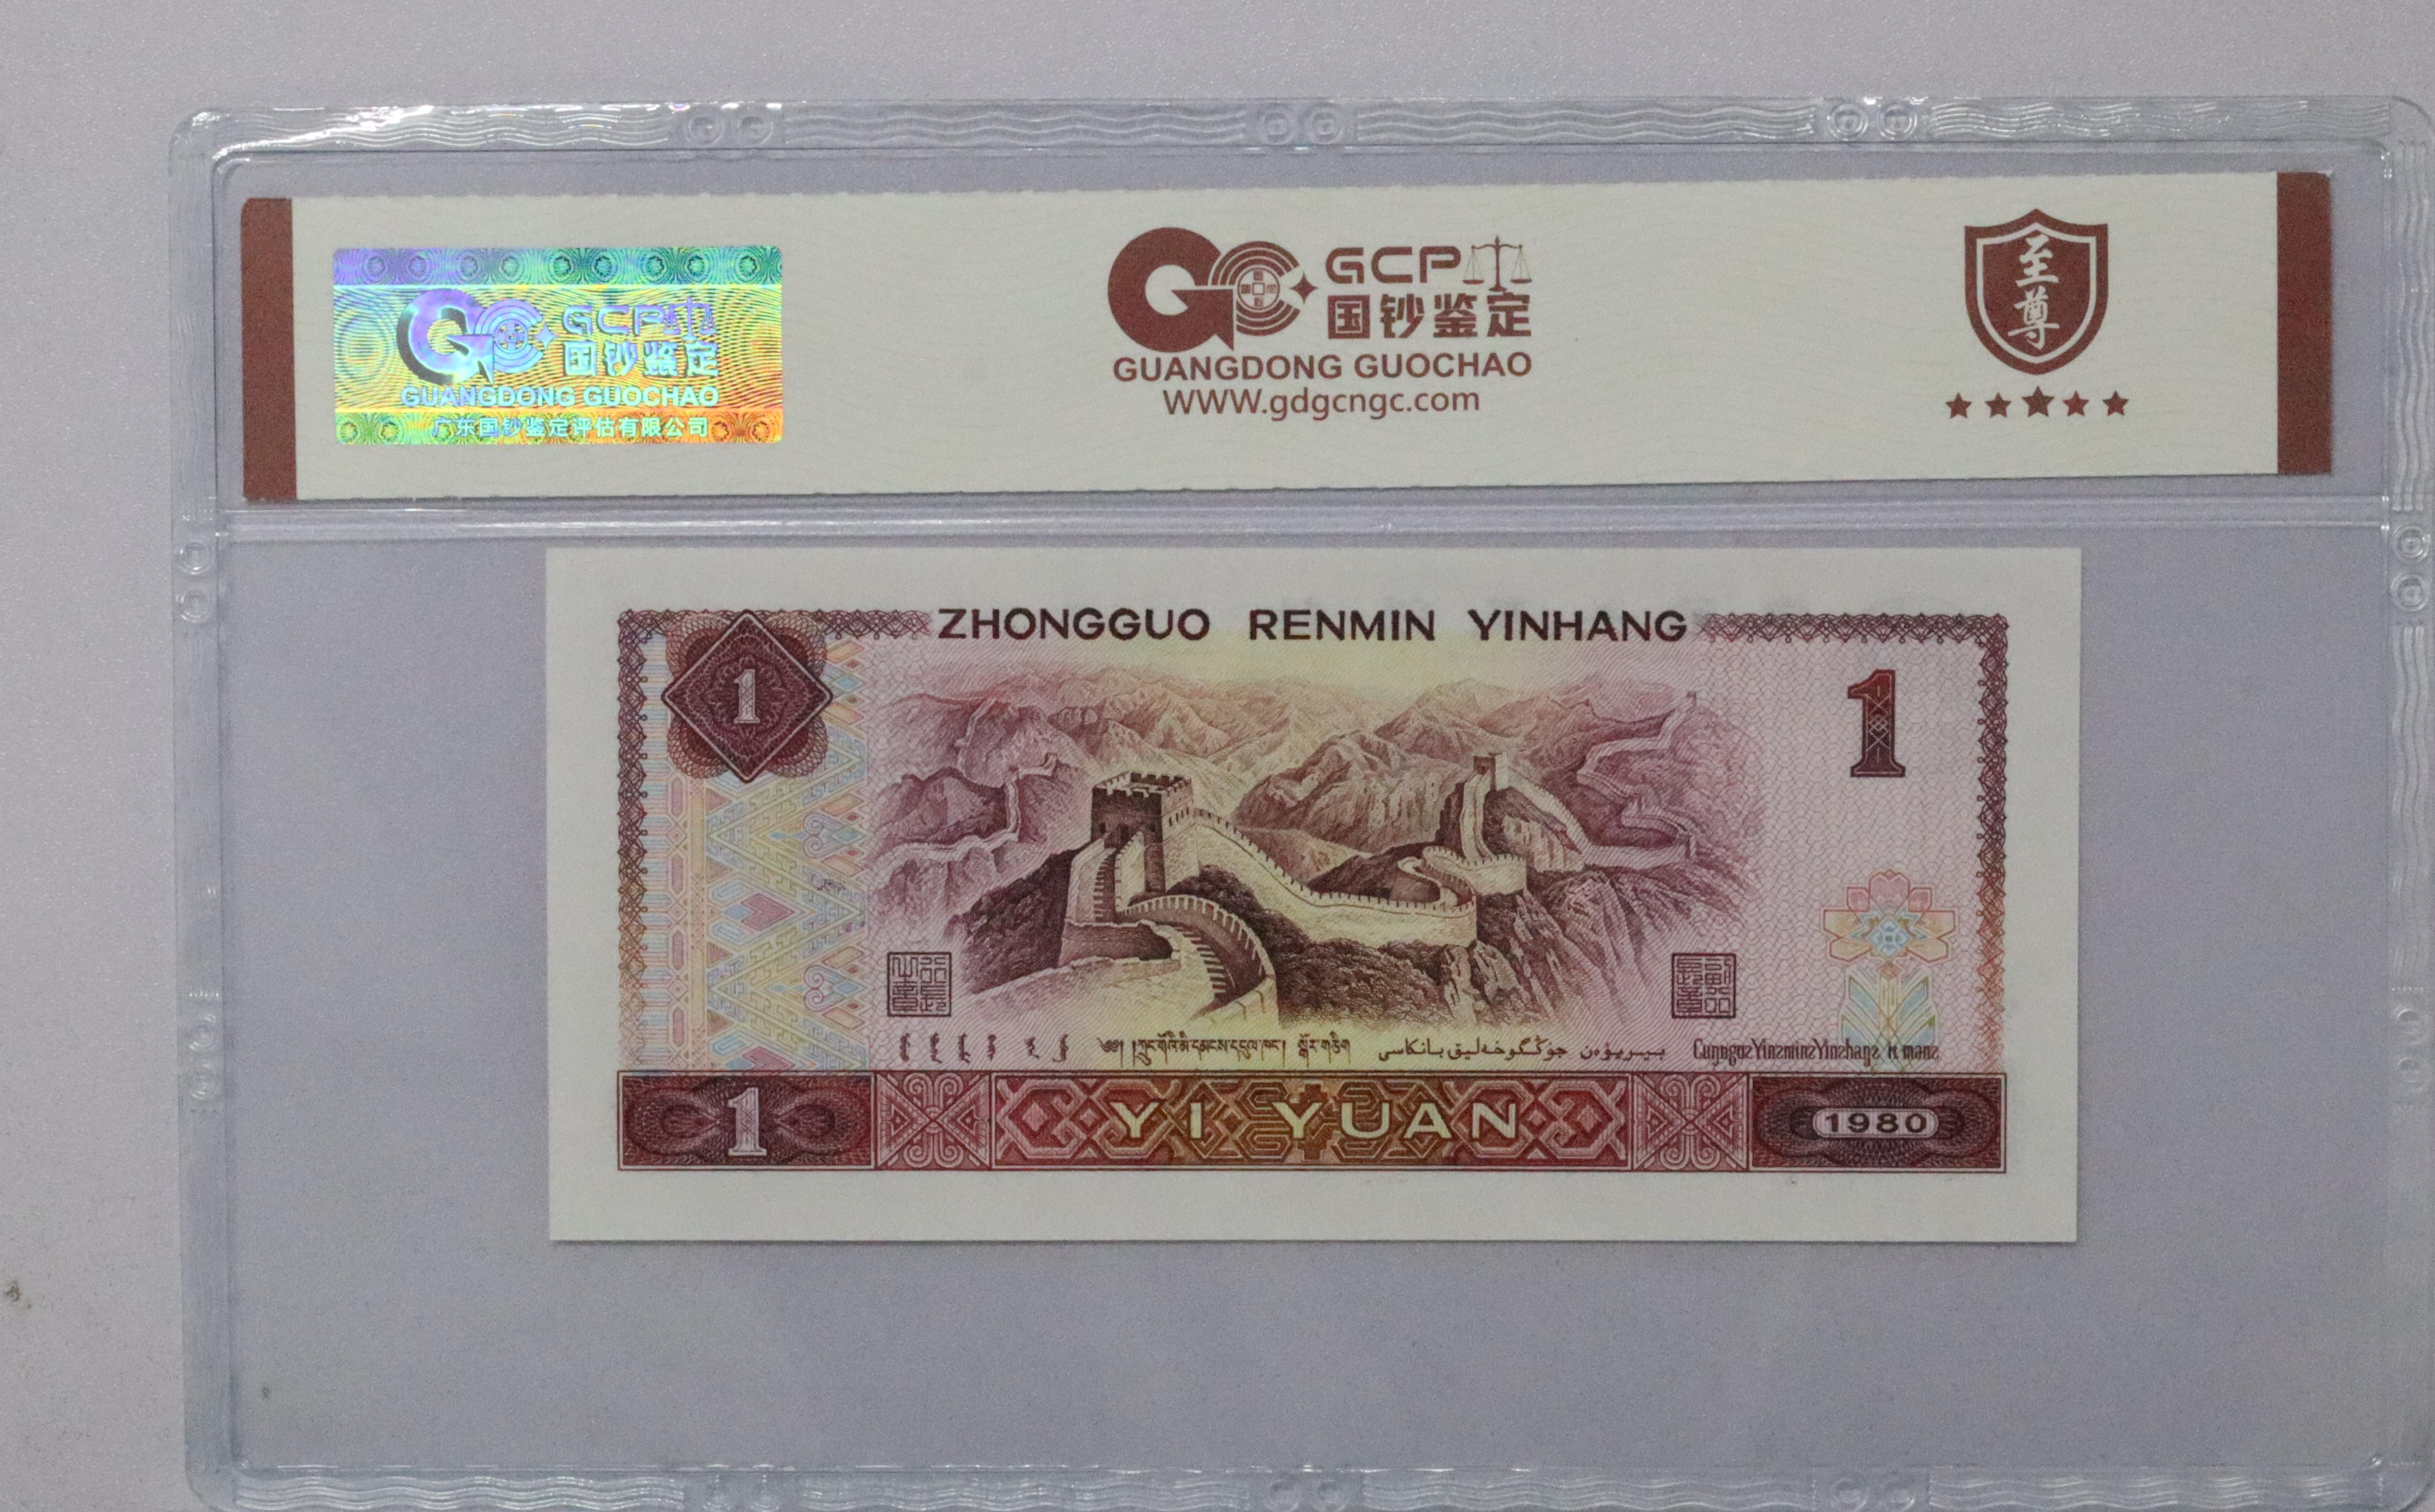 GCP
国钞鉴定
GUANGDONG GUOCHAO
广东国钞鉴定评估有限公司
GCP
国钞鉴定
GUANGDONG GUOCHAO
WWW.gdgcngc.com
至
尊
ZHONGGUO RENMIN YINHANG
1
1
1
YI YUAN
1980